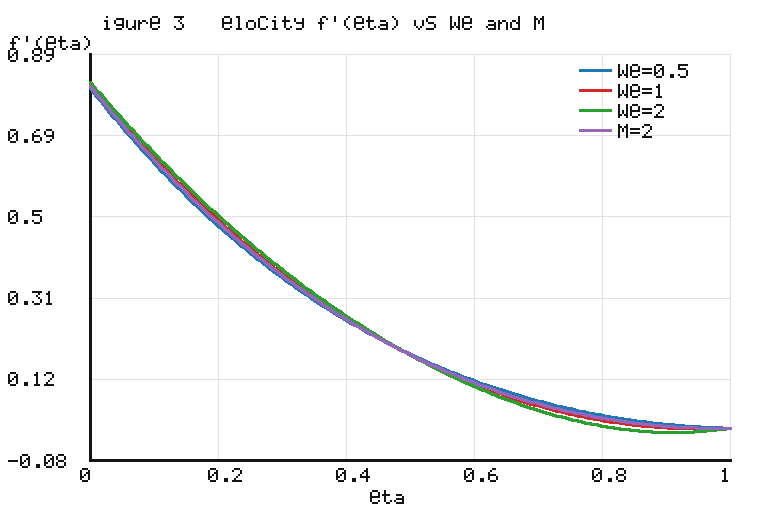 igure 3 elocity f'(eta) vs We and M
f'(eta)
0.89
We=0.5
We=1
We=2
M=2
0.69
0.5
0.31
0.12
-0.08
0 0.2 0.4 0.6 0.8 1
eta